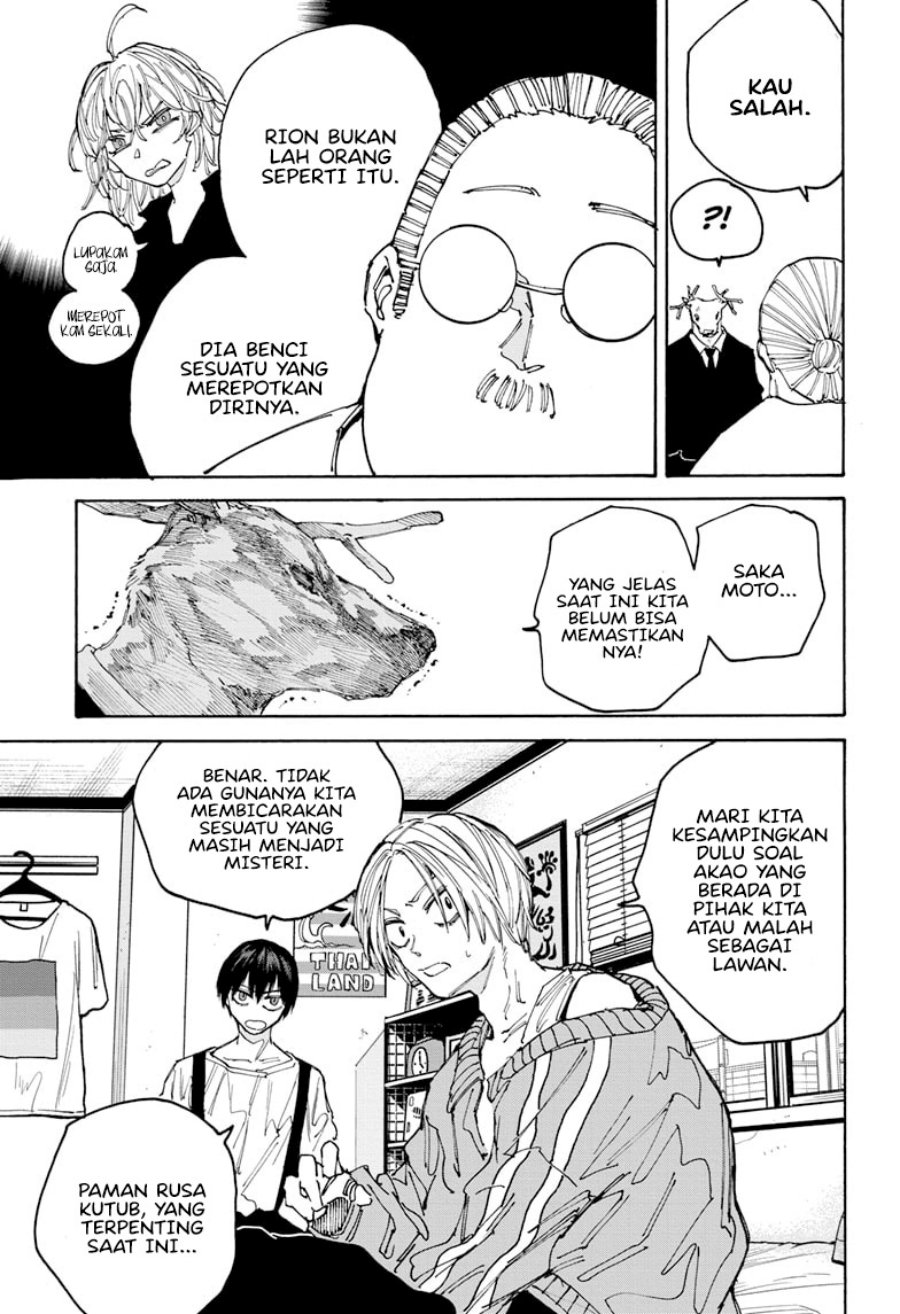 KAU
SALAH.
?!
RION BUKAN
LAH ORANG
SEPERTI ITU.
DIA BENCI
SESUATU YANG
MEREPOTKAN
DIRINYA.
LUPAKAN
SAJA.
MEREPOT
KAN SEKALI.
SAKA
MOTO...
YANG JELAS
SAAT INI KITA
BELUM BISA
MEMASTIKAN
NYA!
MARI KITA
KESAMPINGKAN
DULU SOAL
AKAO YANG
BERADA DI
PIHAK KITA
ATAU MALAH
SEBAGAI
LAWAN.
BENAR. TIDAK
ADA GUNANYA KITA
MEMBICARAKAN
SESUATU YANG
MASIH MENJADI
MISTERI.
THAI
LAND
PAMAN RUSA
KUTUB, YANG
TERPENTING
SAAT INI...